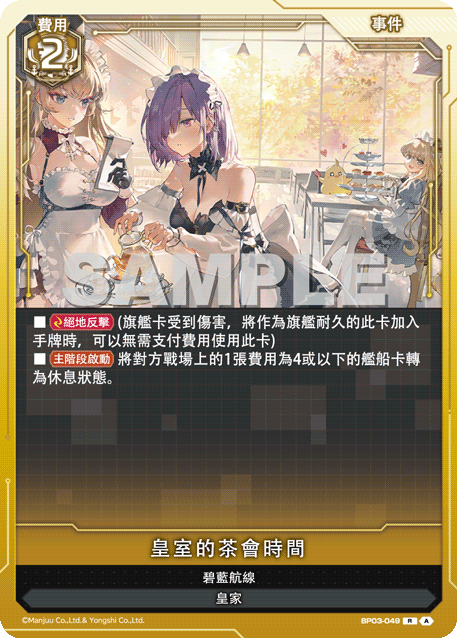 費用
事件
2
SAMPLE
■ 絕地反擊 (旗艦卡受到傷害，將作為旗艦耐久的此卡加入
手牌時，可以無需支付費用使用此卡)
■ 主階段啟動 將對方戰場上的1張費用為4或以下的艦船卡轉
為休息狀態。
皇室的茶會時間
碧藍航線
皇家
©Manjuu Co.,Ltd.& Yongshi Co.,Ltd.
BP03-049 R A